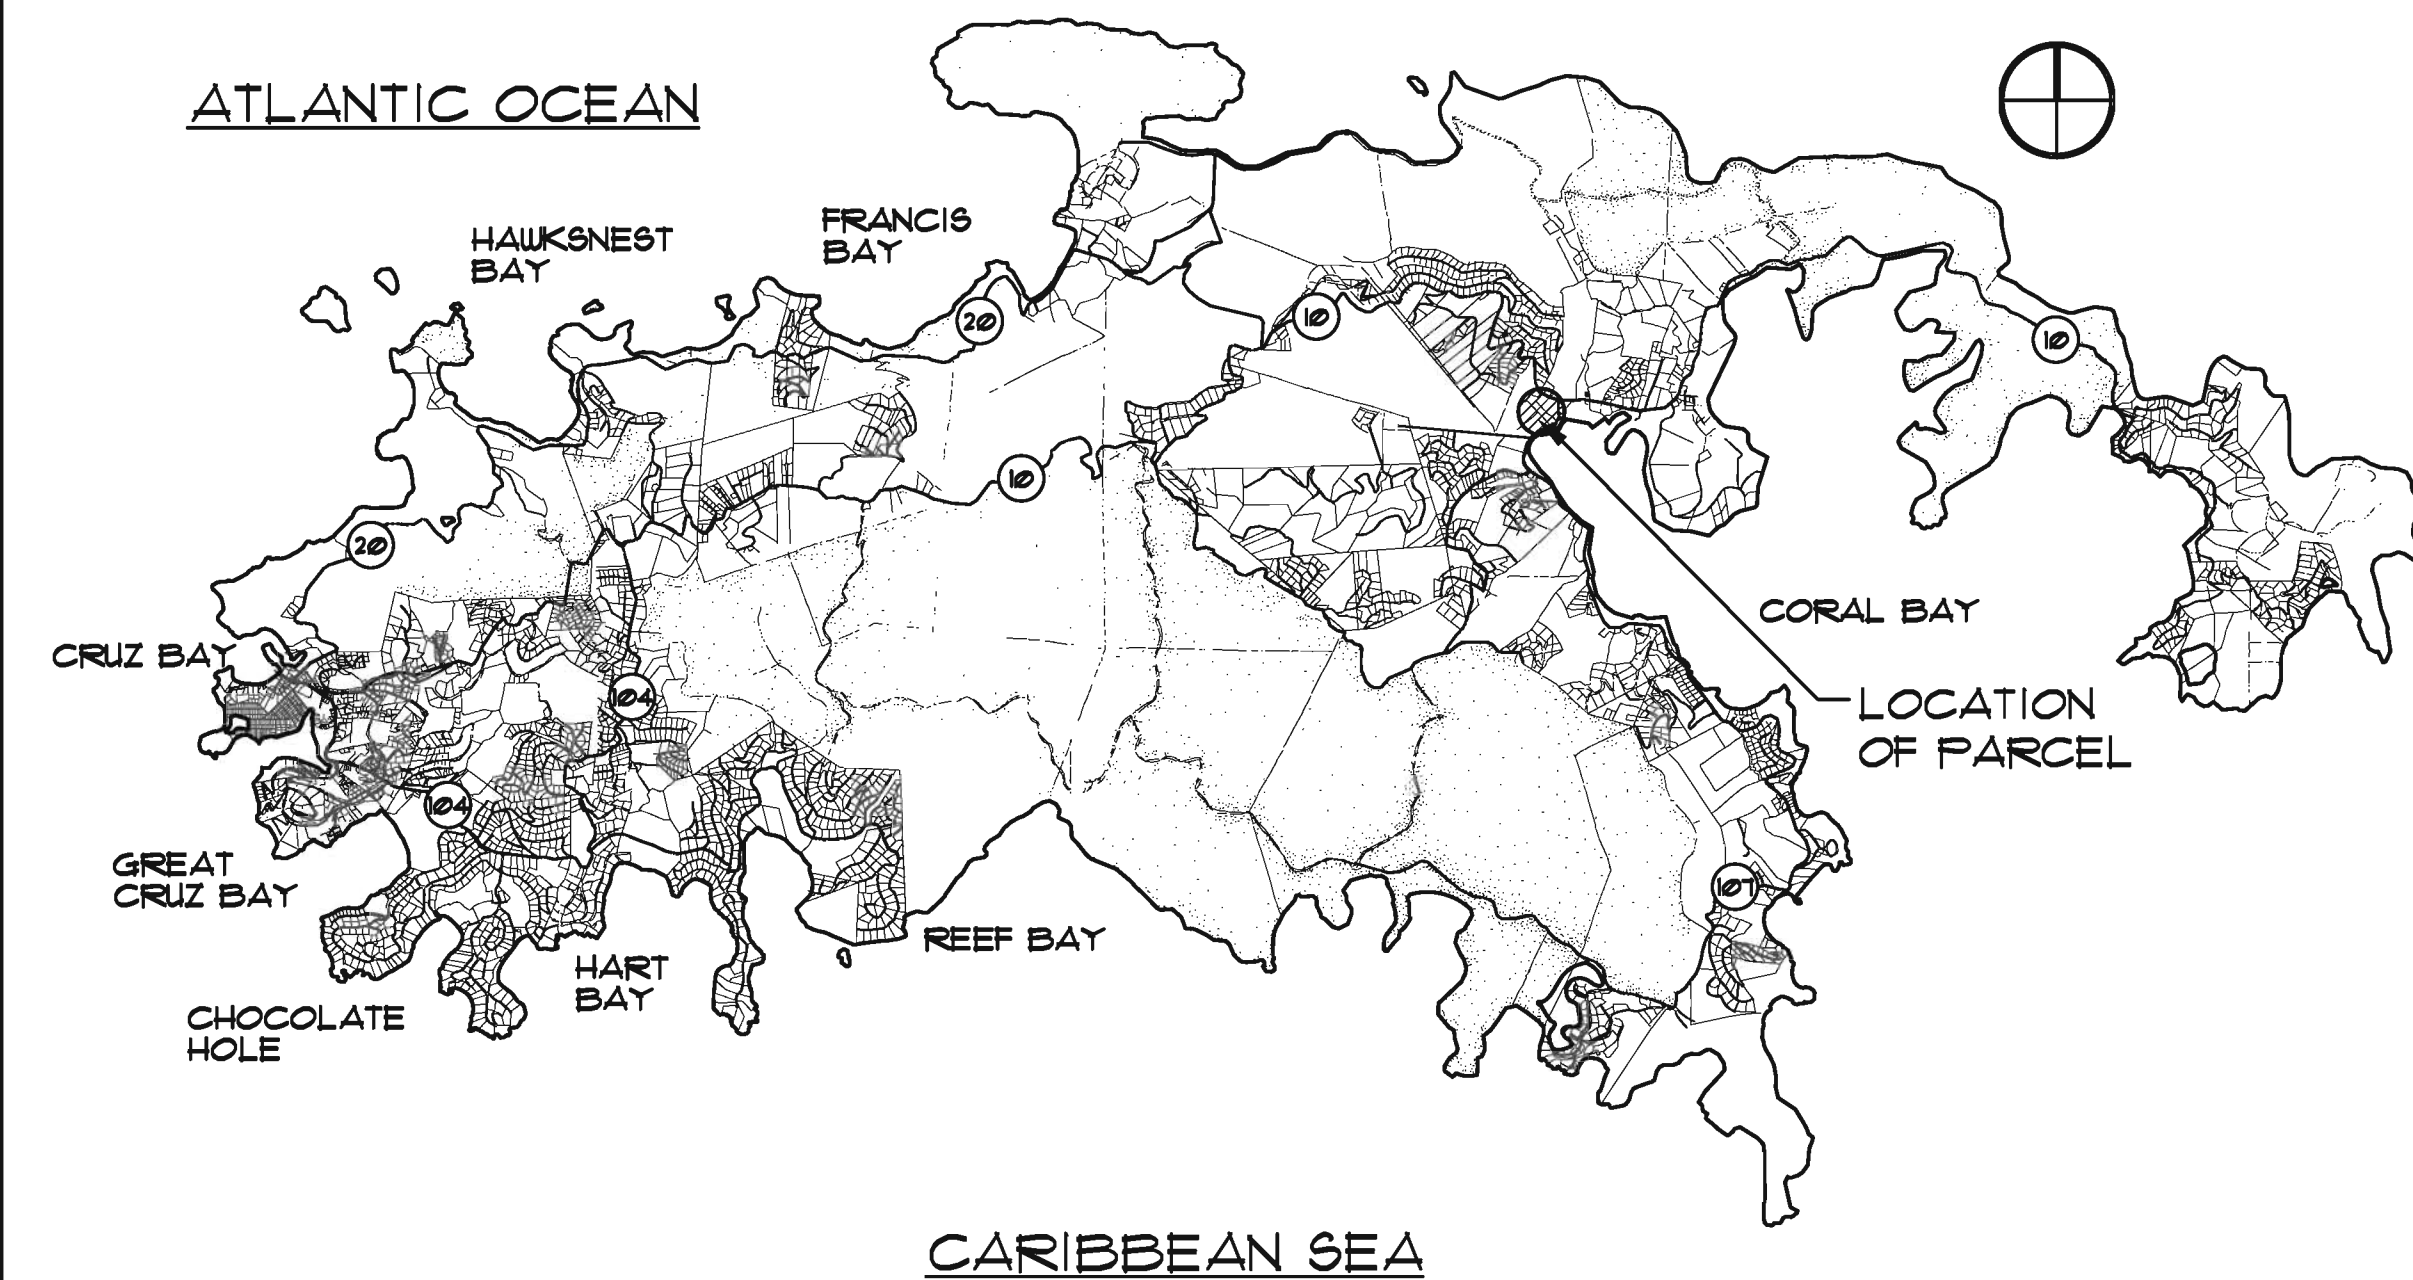 ATLANTIC OCEAN
HAWKSNEST
BAY
FRANCIS
BAY
20
10
10
10
20
CRUZ BAY
104
CORAL BAY
LOCATION
OF PARCEL
104
GREAT
CRUZ BAY
107
REEF BAY
HART
BAY
CHOCOLATE
HOLE
CARIBBEAN SEA